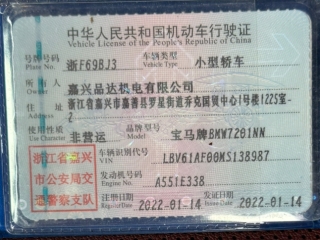 中华人民共和国机动车行驶证
Vehicle License of the People's Republic of China
号牌号码 浙F69BJ3 车辆类型 小型轿车
Plate No. Vehicle Type
所有人 嘉兴品达机电有限公司
Owner
住址 浙江省嘉兴市嘉善县罗星街道乔克国贸中心1号楼1225室-2
Address
使用性质 非营运 宝马牌BMW7201NN
Use Character
浙江省嘉兴市公安局交通警察支队
车辆识别代号 LBV61AF00MS138987
VIN
发动机号码 A551E338
Engine No.
注册日期 2022-01-14 发证日期 2022-01-14
Register Date Issue Date